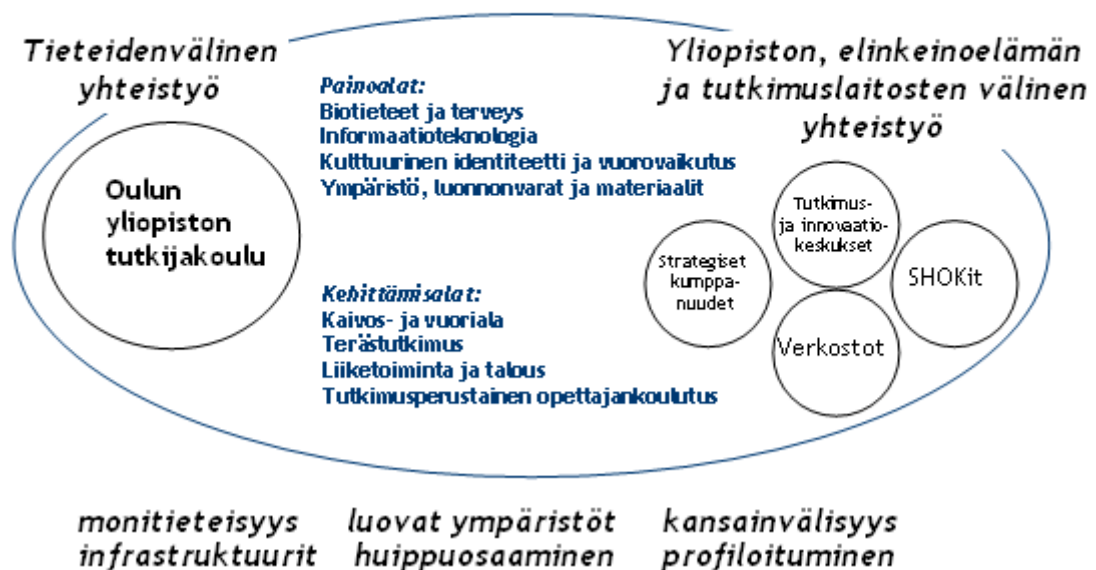 Tieteidenvälinen
yhteistyö
Oulun
yliopiston
tutkijakoulu
Painoalat:
Biotieteet ja terveys
Informaatioteknologia
Kulttuurinen identiteetti ja vuorovaikutus
Ympäristö, luonnonvarat ja materiaalit
Kehittämisalat:
Kaivos- ja vuoriala
Terästutkimus
Liiketoiminta ja talous
Tutkimusperustainen opettajankoulutus
Yliopiston, elinkeinoelämän
ja tutkimuslaitosten välinen
yhteistyö
Strategiset
kumppa-
nuudet
Tutkimus-
ja innovaatio-
keskukset
Verkostot
SHOKit
monitieteisyys
infrastruktuurit
luovat ympäristöt
huippuosaaminen
kansainvälisyys
profiloituminen